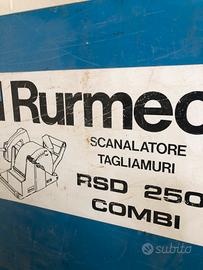 Rurmec
SCANALATORE
TAGLIAMURI
RSD 250
COMBI
subito